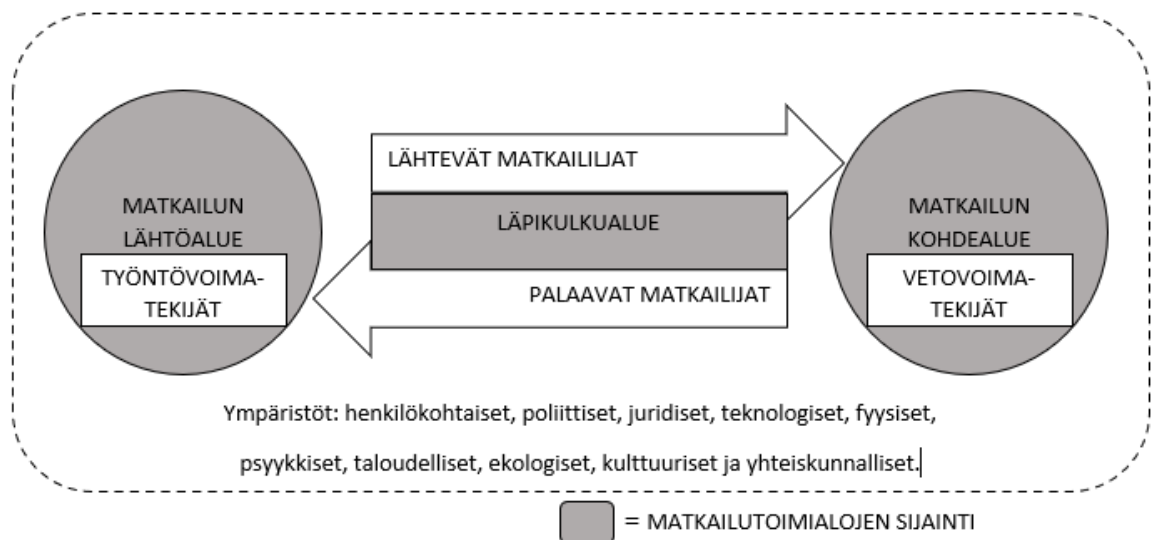 LÄHTEVÄT MATKAILIJAT
MATKAILUN
LÄHTÖALUE
TYÖNTÖVOIMA-
TEKIJÄT
LÄPIKULKUALUE
PALAAVAT MATKAILIJAT
MATKAILUN
KOHDEALUE
VETOVOIMA-
TEKIJÄT
Ympäristöt: henkilökohtaiset, poliittiset, juridiset, teknologiset, fyysiset,
psyykkiset, taloudelliset, ekologiset, kulttuuriset ja yhteiskunnalliset.
= MATKAILUTOIMIALOJEN SIJAINTI